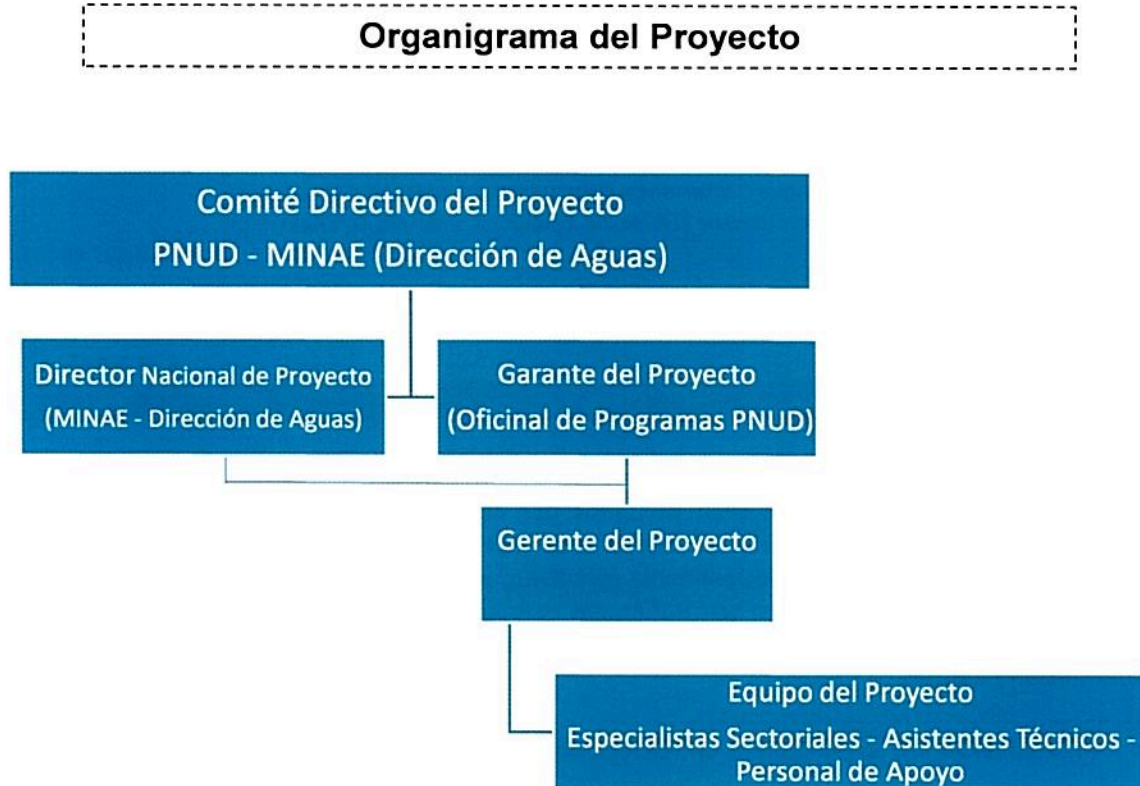 Organigrama del Proyecto
Comité Directivo del Proyecto
PNUD - MINAE (Dirección de Aguas)
Director Nacional de Proyecto
(MINAE - Dirección de Aguas)
Garante del Proyecto
(Oficinal de Programas PNUD)
Gerente del Proyecto
Equipo del Proyecto
Especialistas Sectoriales - Asistentes Técnicos -
Personal de Apoyo